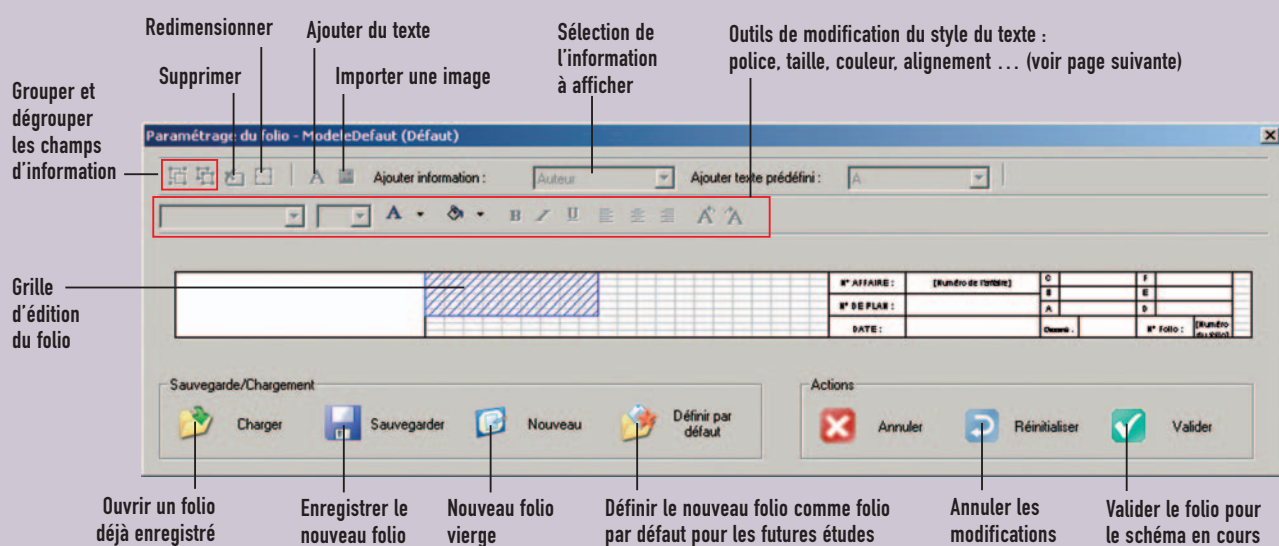 Redimensionner
Ajouter du texte
Sélection de
l'information
à afficher
Outils de modification du style du texte :
police, taille, couleur, alignement … (voir page suivante)
Supprimer
Importer une image
Grouper et
dégrouper
les champs
d'information
Paramétrage du folio - ModeleDefaut (Défaut)
A
Ajouter information :
Auteur
Ajouter texte prédéfini :
A
A
B I U
A A
Grille
d'édition
du folio
N° AFFAIRE :
[Numéro de l'affaire]
C
F
B
E
N° DE PLAN :
A
D
DATE :
N° Folio :
[Numéro
du folio]
Sauvegarde/Chargement
Charger
Sauvegarder
Nouveau
Définir par
défaut
Actions
Annuler
Réinitialiser
Valider
Ouvrir un folio
déjà enregistré
Enregistrer le
nouveau folio
Nouveau folio
vierge
Définir le nouveau folio comme folio
par défaut pour les futures études
Annuler les
modifications
Valider le folio pour
le schéma en cours